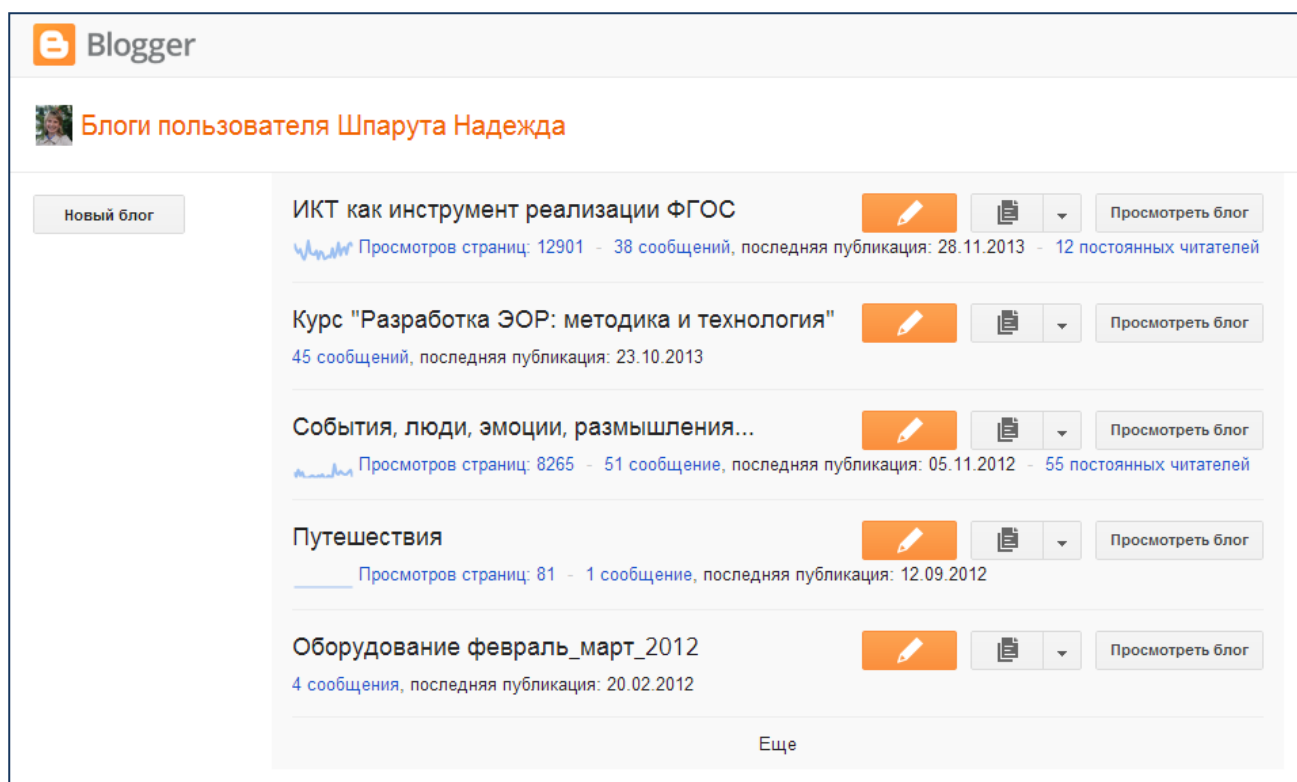 Blogger
Блоги пользователя Шпарута Надежда
Новый блог
ИКТ как инструмент реализации ФГОС
Просмотреть блог
Просмотров страниц: 12901 - 38 сообщений, последняя публикация: 28.11.2013 - 12 постоянных читателей
Курс "Разработка ЭОР: методика и технология"
Просмотреть блог
45 сообщений, последняя публикация: 23.10.2013
События, люди, эмоции, размышления...
Просмотреть блог
Просмотров страниц: 8265 - 51 сообщение, последняя публикация: 05.11.2012 - 55 постоянных читателей
Путешествия
Просмотреть блог
Просмотров страниц: 81 - 1 сообщение, последняя публикация: 12.09.2012
Оборудование февраль_март_2012
Просмотреть блог
4 сообщения, последняя публикация: 20.02.2012
Еще